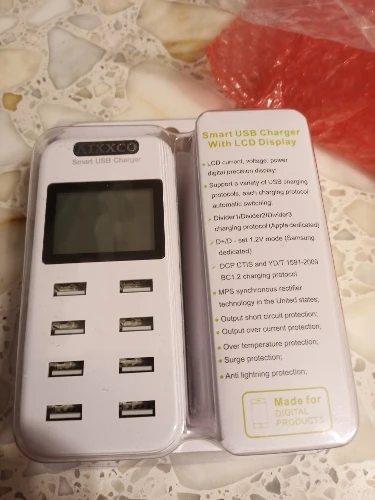 AIXXCO
Smart USB Charger
Smart USB Charger
With LCD Display
LCD current, voltage, power
digital precision display;
Support a variety of USB charging
protocols, each charging protocol
automatic switching;
Divider1/Divider2/Divider3
charging protocol (Apple dedicated)
D+/D - set 1.2V mode (Samsung
dedicated)
DCP CTIS and YD/T 1591-2009
BC1.2 charging protocol
MPS synchronous rectifier
technology in the United states;
Output short circuit protection;
Output over current protection,
Over temperature protection;
Surge protection;
Anti lightning protection,
Made for
DIGITAL
PRODUCTS